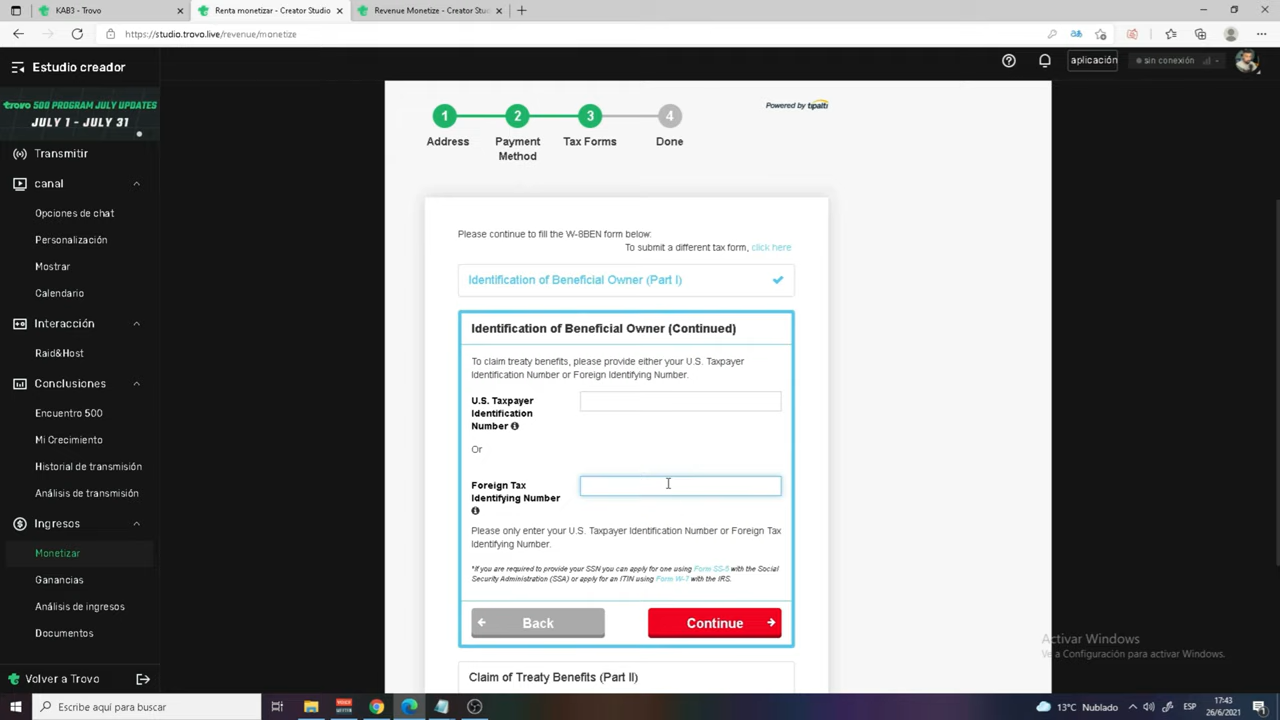 KAB3 - Trovo
Renta monetizar - Creator Studio
Revenue Monetize - Creator Stu
https://studio.trovo.live/revenue/monetize
Estudio creador
aplicación
sin conexión
trovo 500 PROGRAM JULY UPDATES
JULY 1 - JULY 31
Transmitir
canal
Opciones de chat
Personalización
Mostrar
Calendario
Interacción
Raid&Host
Conclusiones
Encuentro 500
Mi Crecimiento
Historial de transmisión
Análisis de transmisión
Ingresos
Monetizar
Ganancias
Análisis de ingresos
Documentos
Volver a Trovo
Powered by tipalti
1 2 3 4
Address Payment Tax Forms Done
Method
Please continue to fill the W-8BEN form below:
To submit a different tax form, click here
Identification of Beneficial Owner (Part I)
Identification of Beneficial Owner (Continued)
To claim treaty benefits, please provide either your U.S. Taxpayer
Identification Number or Foreign Identifying Number.
U.S. Taxpayer
Identification
Number
Or
Foreign Tax
Identifying Number
Please only enter your U.S. Taxpayer Identification Number or Foreign Tax
Identifying Number.
*If you are required to provide your SSN you can apply for one using Form SS-5 with the Social
Security Administration (SSA) or apply for an ITIN using Form W-7 with the IRS.
Back
Continue
Claim of Treaty Benefits (Part II)
Activar Windows
Ve a Configuración para activar Windows.
Escribe aquí para buscar
13°C Nublado
ESP
17:43
26/6/2021